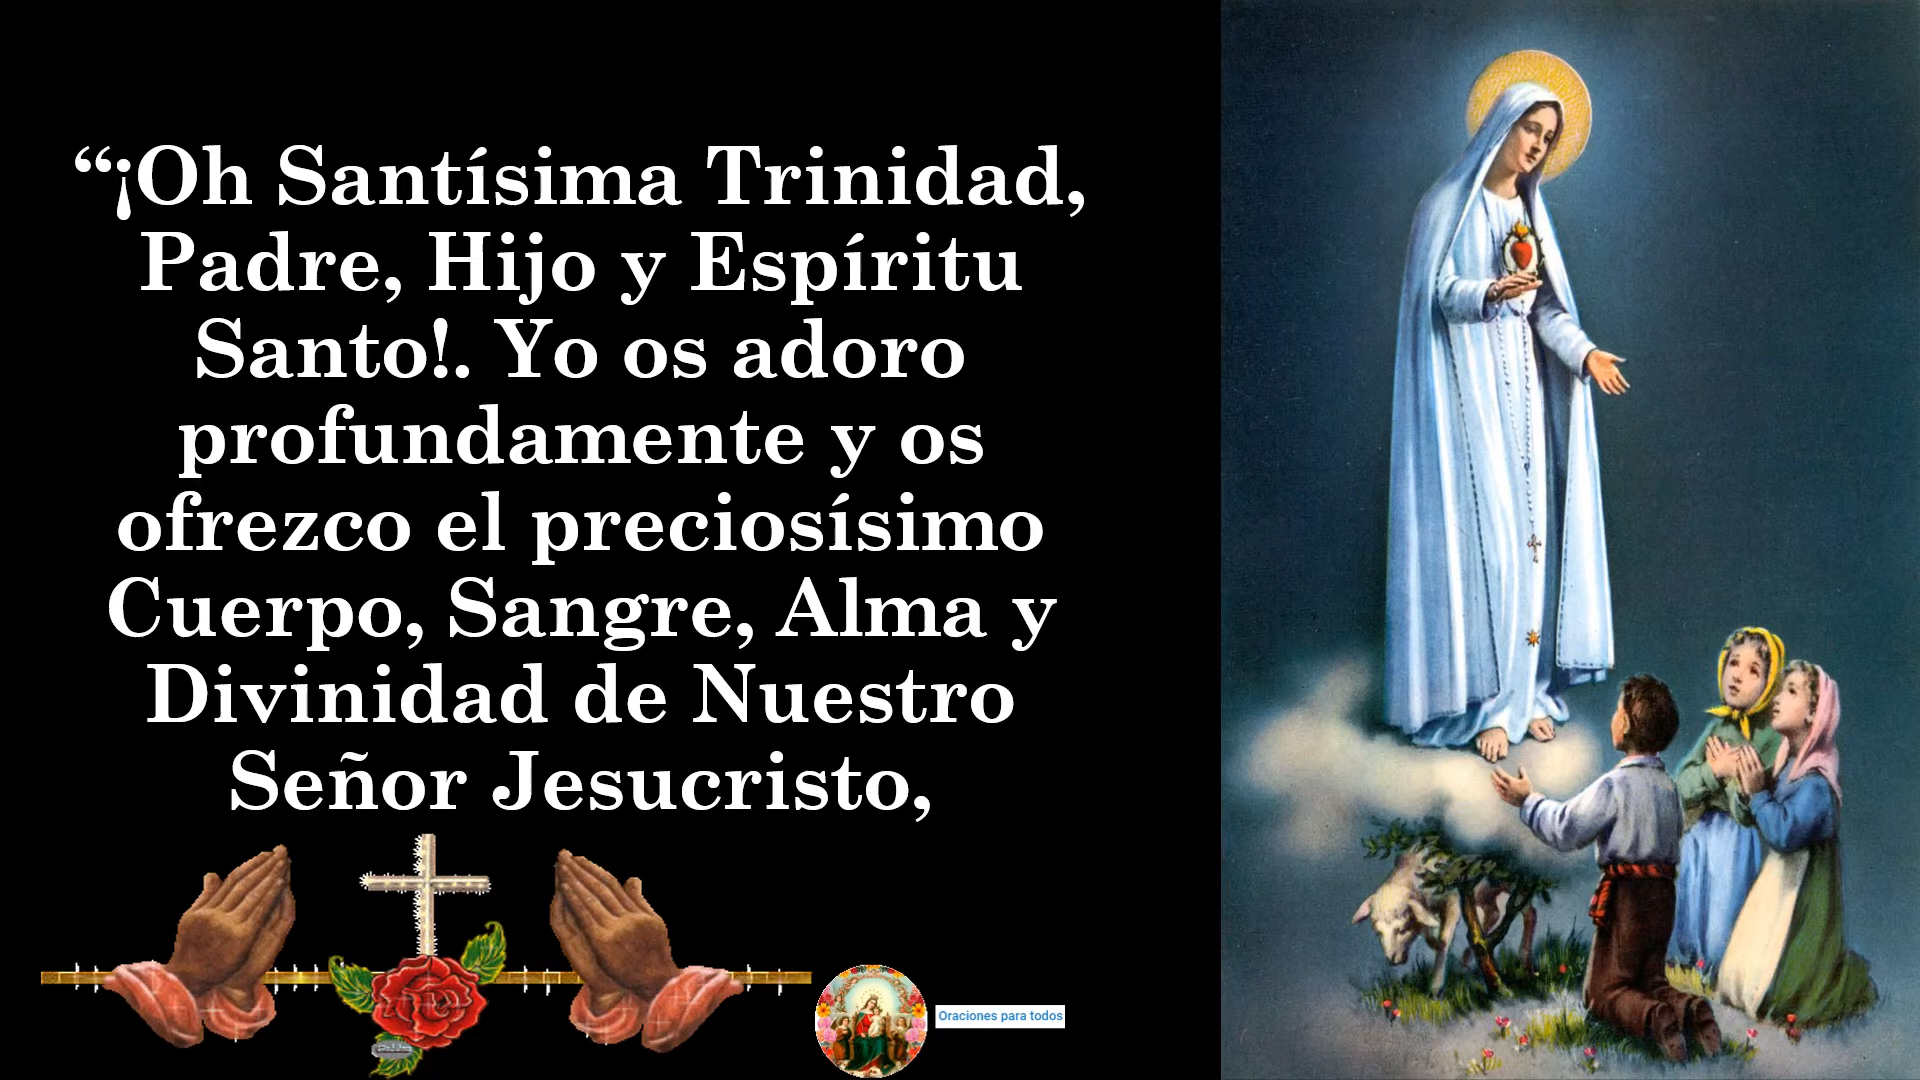 “¡Oh Santísima Trinidad,
Padre, Hijo y Espíritu
Santo!. Yo os adoro
profundamente y os
ofrezco el preciosísimo
Cuerpo, Sangre, Alma y
Divinidad de Nuestro
Señor Jesucristo,
Oraciones para todos